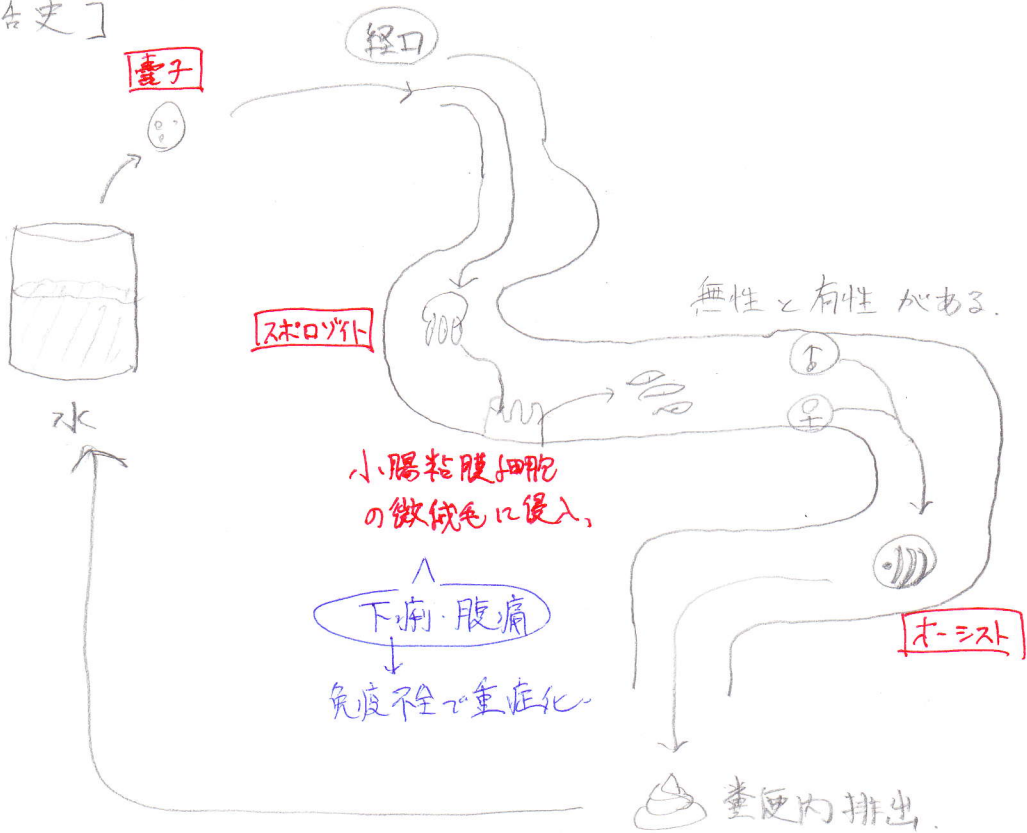 活史]
経口
嚢子
無性と有性がある.
スポロゾイト
水
小腸粘膜細胞
の微絨毛に侵入,
下痢・腹痛
免疫不全で重症化
オーシスト
糞便内排出.